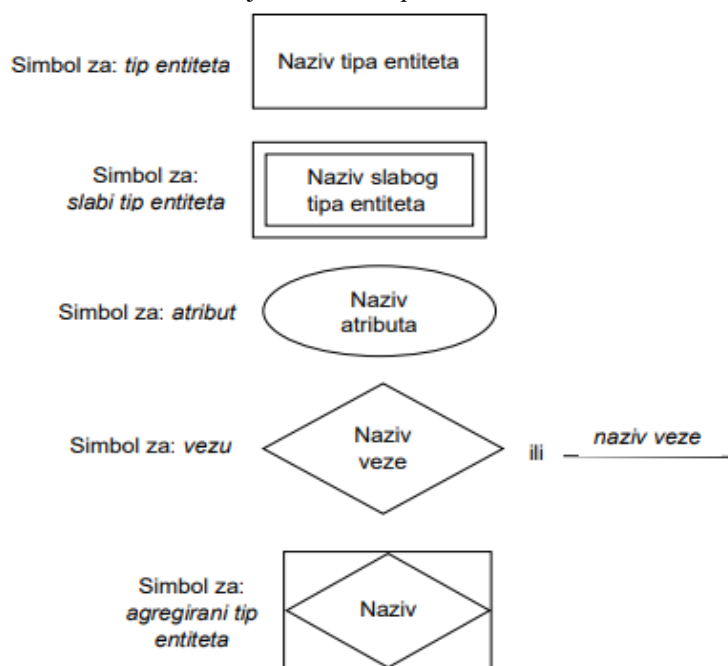 Simbol za: tip entiteta
Naziv tipa entiteta
Simbol za:
slabi tip entiteta
Naziv slabog
tipa entiteta
Simbol za: atribut
Naziv
atributa
Simbol za: vezu
Naziv
veze
ili
naziv veze
Simbol za:
agregirani tip
entiteta
Naziv